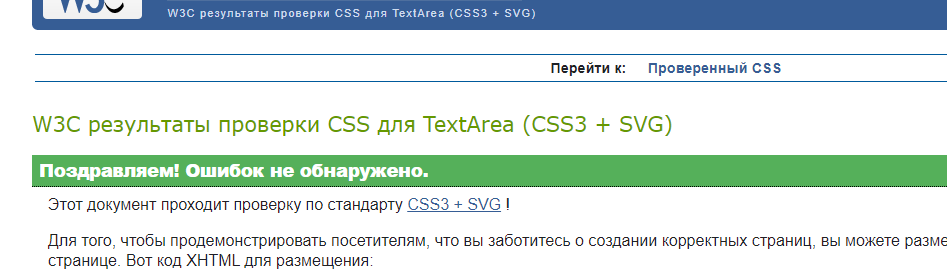 W3C
W3C результаты проверки CSS для TextArea (CSS3 + SVG)
Перейти к: Проверенный CSS
W3C результаты проверки CSS для TextArea (CSS3 + SVG)
Поздравляем! Ошибок не обнаружено.
Этот документ проходит проверку по стандарту CSS3 + SVG !
Для того, чтобы продемонстрировать посетителям, что вы заботитесь о создании корректных страниц, вы можете
странице. Вот код XHTML для размещения: